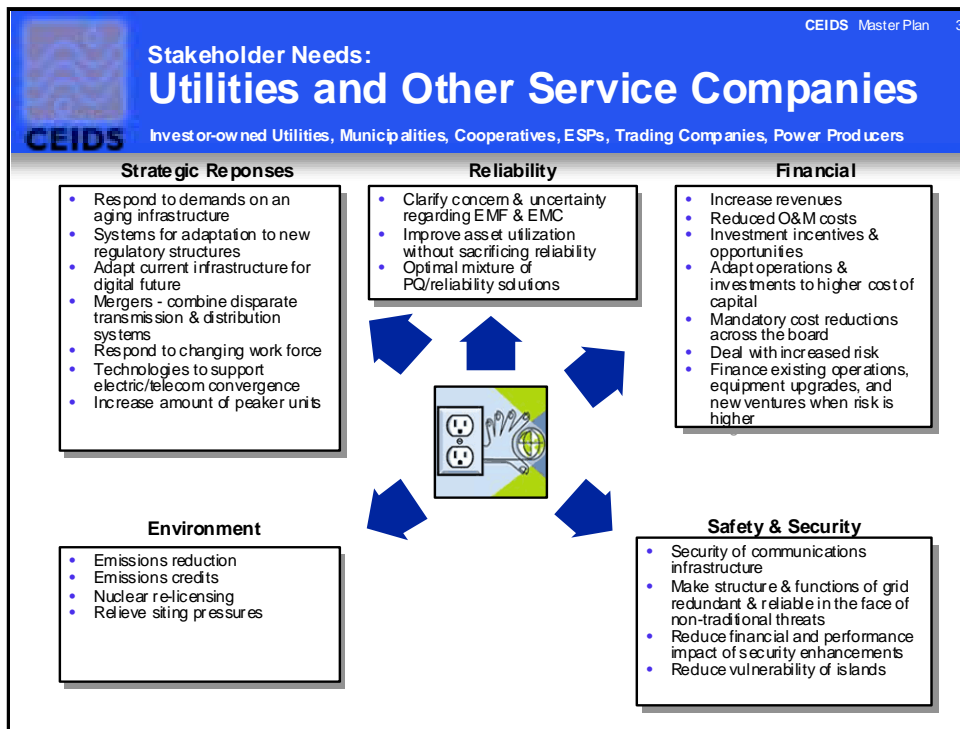 CEIDS Master Plan 3
Stakeholder Needs:
Utilities and Other Service Companies
CEIDS
Investor-owned Utilities, Municipalities, Cooperatives, ESPs, Trading Companies, Power Producers
Strategic Reponses
• Respond to demands on an
aging infrastructure
• Systems for adaptation to new
regulatory structures
• Adapt current infrastructure for
digital future
• Mergers - combine disparate
transmission & distribution
systems
• Respond to changing work force
• Technologies to support
electric/telecom convergence
• Increase amount of peaker units
Reliability
• Clarify concern & uncertainty
regarding EMF & EMC
• Improve asset utilization
without sacrificing reliability
• Optimal mixture of
PQ/reliability solutions
Financial
• Increase revenues
• Reduced O&M costs
• Investment incentives &
opportunities
• Adapt operations &
investments to higher cost of
capital
• Mandatory cost reductions
across the board
• Deal with increased risk
• Finance existing operations,
equipment upgrades, and
new ventures when risk is
higher
Environment
• Emissions reduction
• Emissions credits
• Nuclear re-licensing
• Relieve siting pressures
Safety & Security
• Security of communications
infrastructure
• Make structure & functions of grid
redundant & reliable in the face of
non-traditional threats
• Reduce financial and performance
impact of security enhancements
• Reduce vulnerability of islands